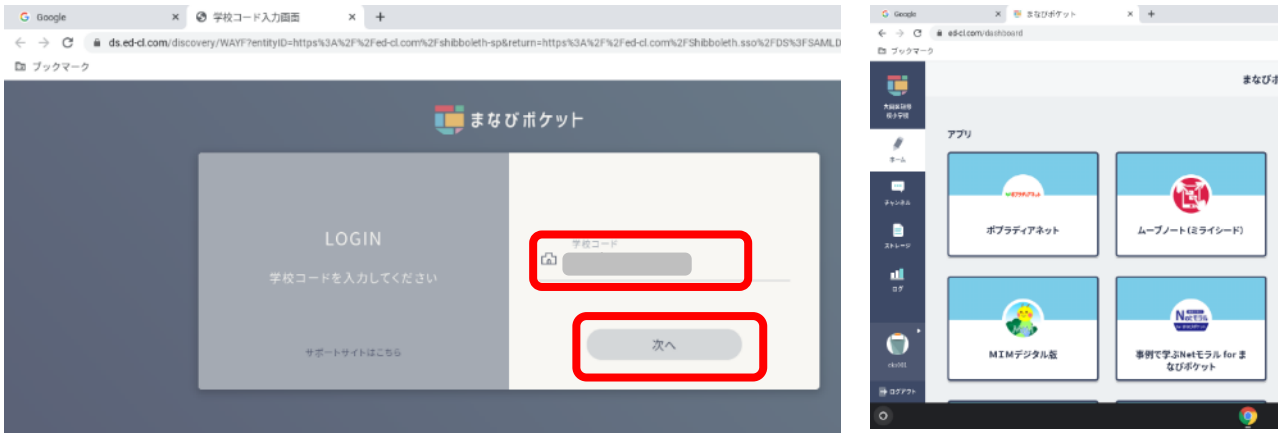 Google
学校コード入力画面
ds.ed-cl.com/discovery/WAYF?entityID=https%3A%2F%2Fed-cl.com%2Fshibboleth-sp&return=https%3A%2F%2Fed-cl.com%2FShibboleth.sso%2FDS%3FSAMLD
ブックマーク
まなびポケット
LOGIN
学校コードを入力してください
サポートサイトはこちら
学校コード
次へ
Google
まなびポケット
ed-cl.com/dashboard
ブックマーク
まなびポ
ホーム
チャンネル
ストレージ
ログ
ログアウト
アプリ
ポプラディアネット
ムーブノート(ミライシード)
MIMデジタル版
Netモラル
事例で学ぶNetモラル for ま
なびポケット